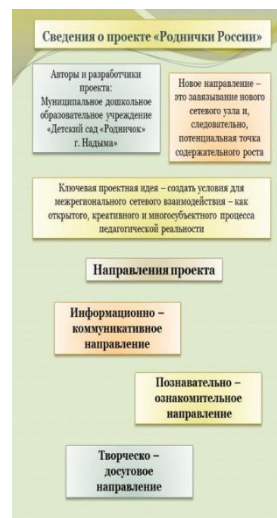 Сведения о проекте «Роднички России»
Авторы и разработчики
проекта:
Муниципальное дошкольное
образовательное учреждение
«Детский сад «Родничок»
г. Надыма»
Новое направление –
это завязывание нового
сетевого узла и,
следовательно,
потенциальная точка
содержательного роста
Ключевая проектная идея – создать условия для
межрегионального сетевого взаимодействия – как
открытого, креативного и многосубъектного процесса
педагогической реальности
Направления проекта
Информационно –
коммуникативное
направление
Познавательно –
ознакомительное
направление
Творческо –
досуговое
направление